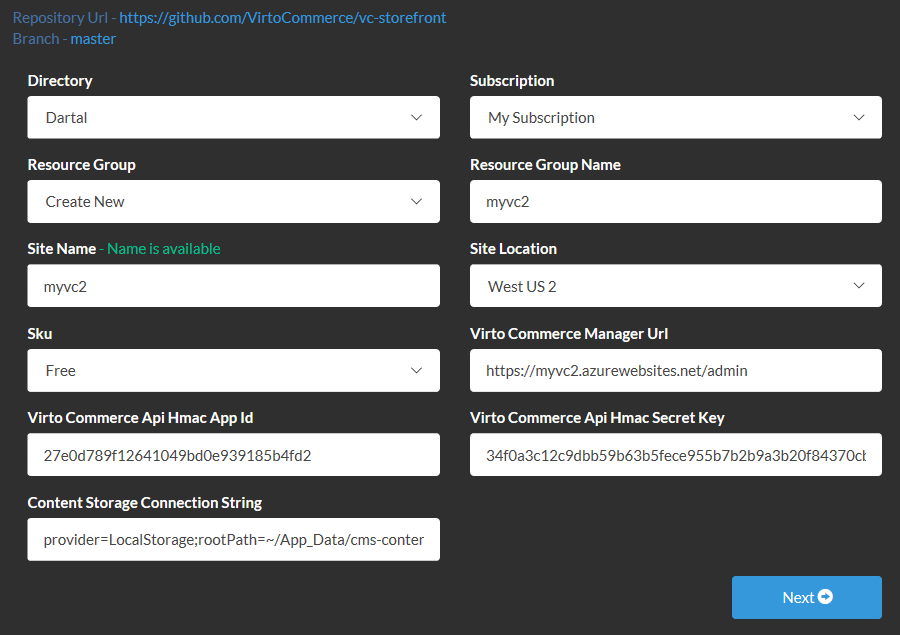 Repository Url - https://github.com/VirtoCommerce/vc-storefront
Branch - master
Directory
Subscription
Dartal
My Subscription
Resource Group
Resource Group Name
Create New
myvc2
Site Name - Name is available
Site Location
myvc2
West US 2
Sku
Virto Commerce Manager Url
Free
https://myvc2.azurewebsites.net/admin
Virto Commerce Api Hmac App Id
Virto Commerce Api Hmac Secret Key
27e0d789f12641049bd0e939185b4fd2
34f0a3c12c9dbb59b63b5fece955b7b2b9a3b20f84370cb
Content Storage Connection String
provider=LocalStorage;rootPath=~/App_Data/cms-conter
Next